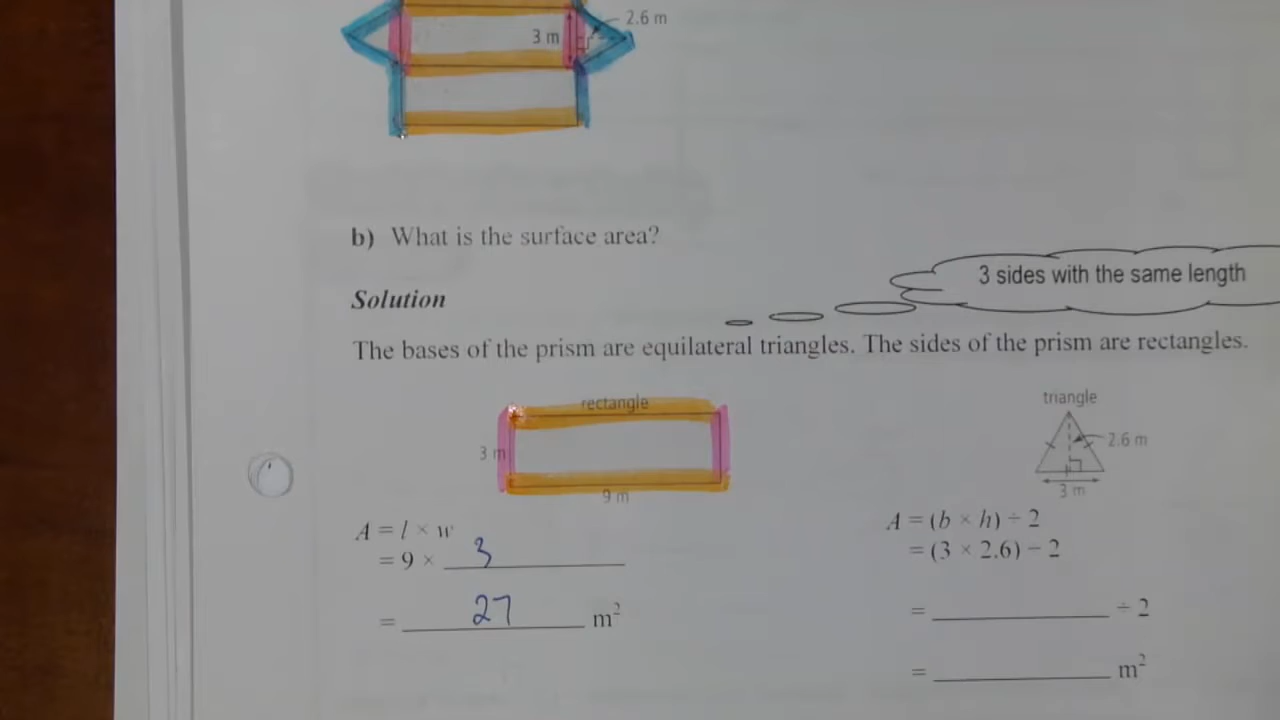 2.6 m
3 m
b) What is the surface area?
3 sides with the same length
Solution
The bases of the prism are equilateral triangles. The sides of the prism are rectangles.
rectangle
3 m
9 m
triangle
2.6 m
3 m
A = l × w
= 9 × 3
= 27 m²
A = (b × h) ÷ 2
= (3 × 2.6) ÷ 2
= ____________ ÷ 2
= ____________ m²